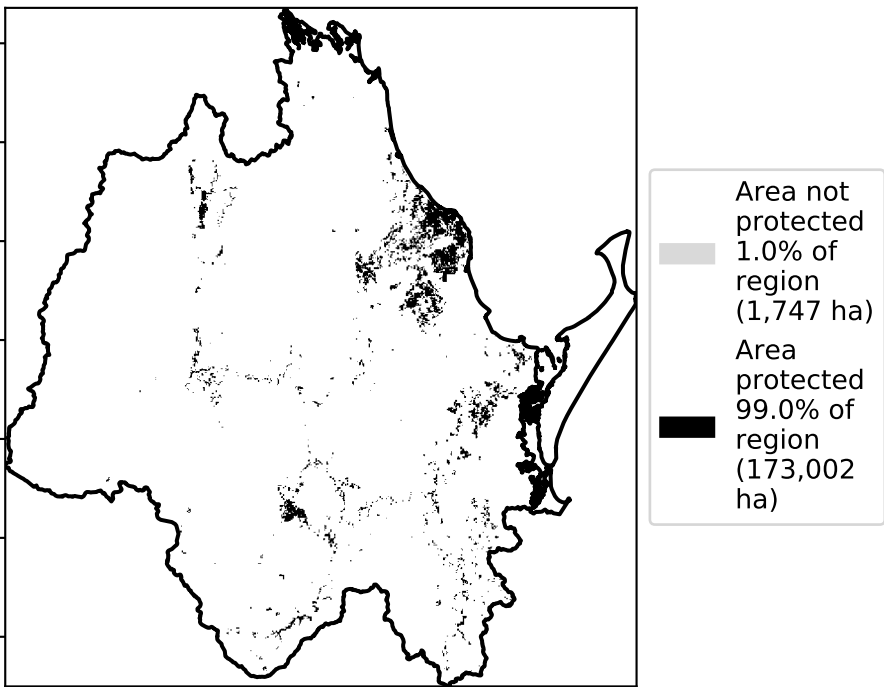 Area not
protected
1.0% of
region
(1,747 ha)
Area
protected
99.0% of
region
(173,002
ha)